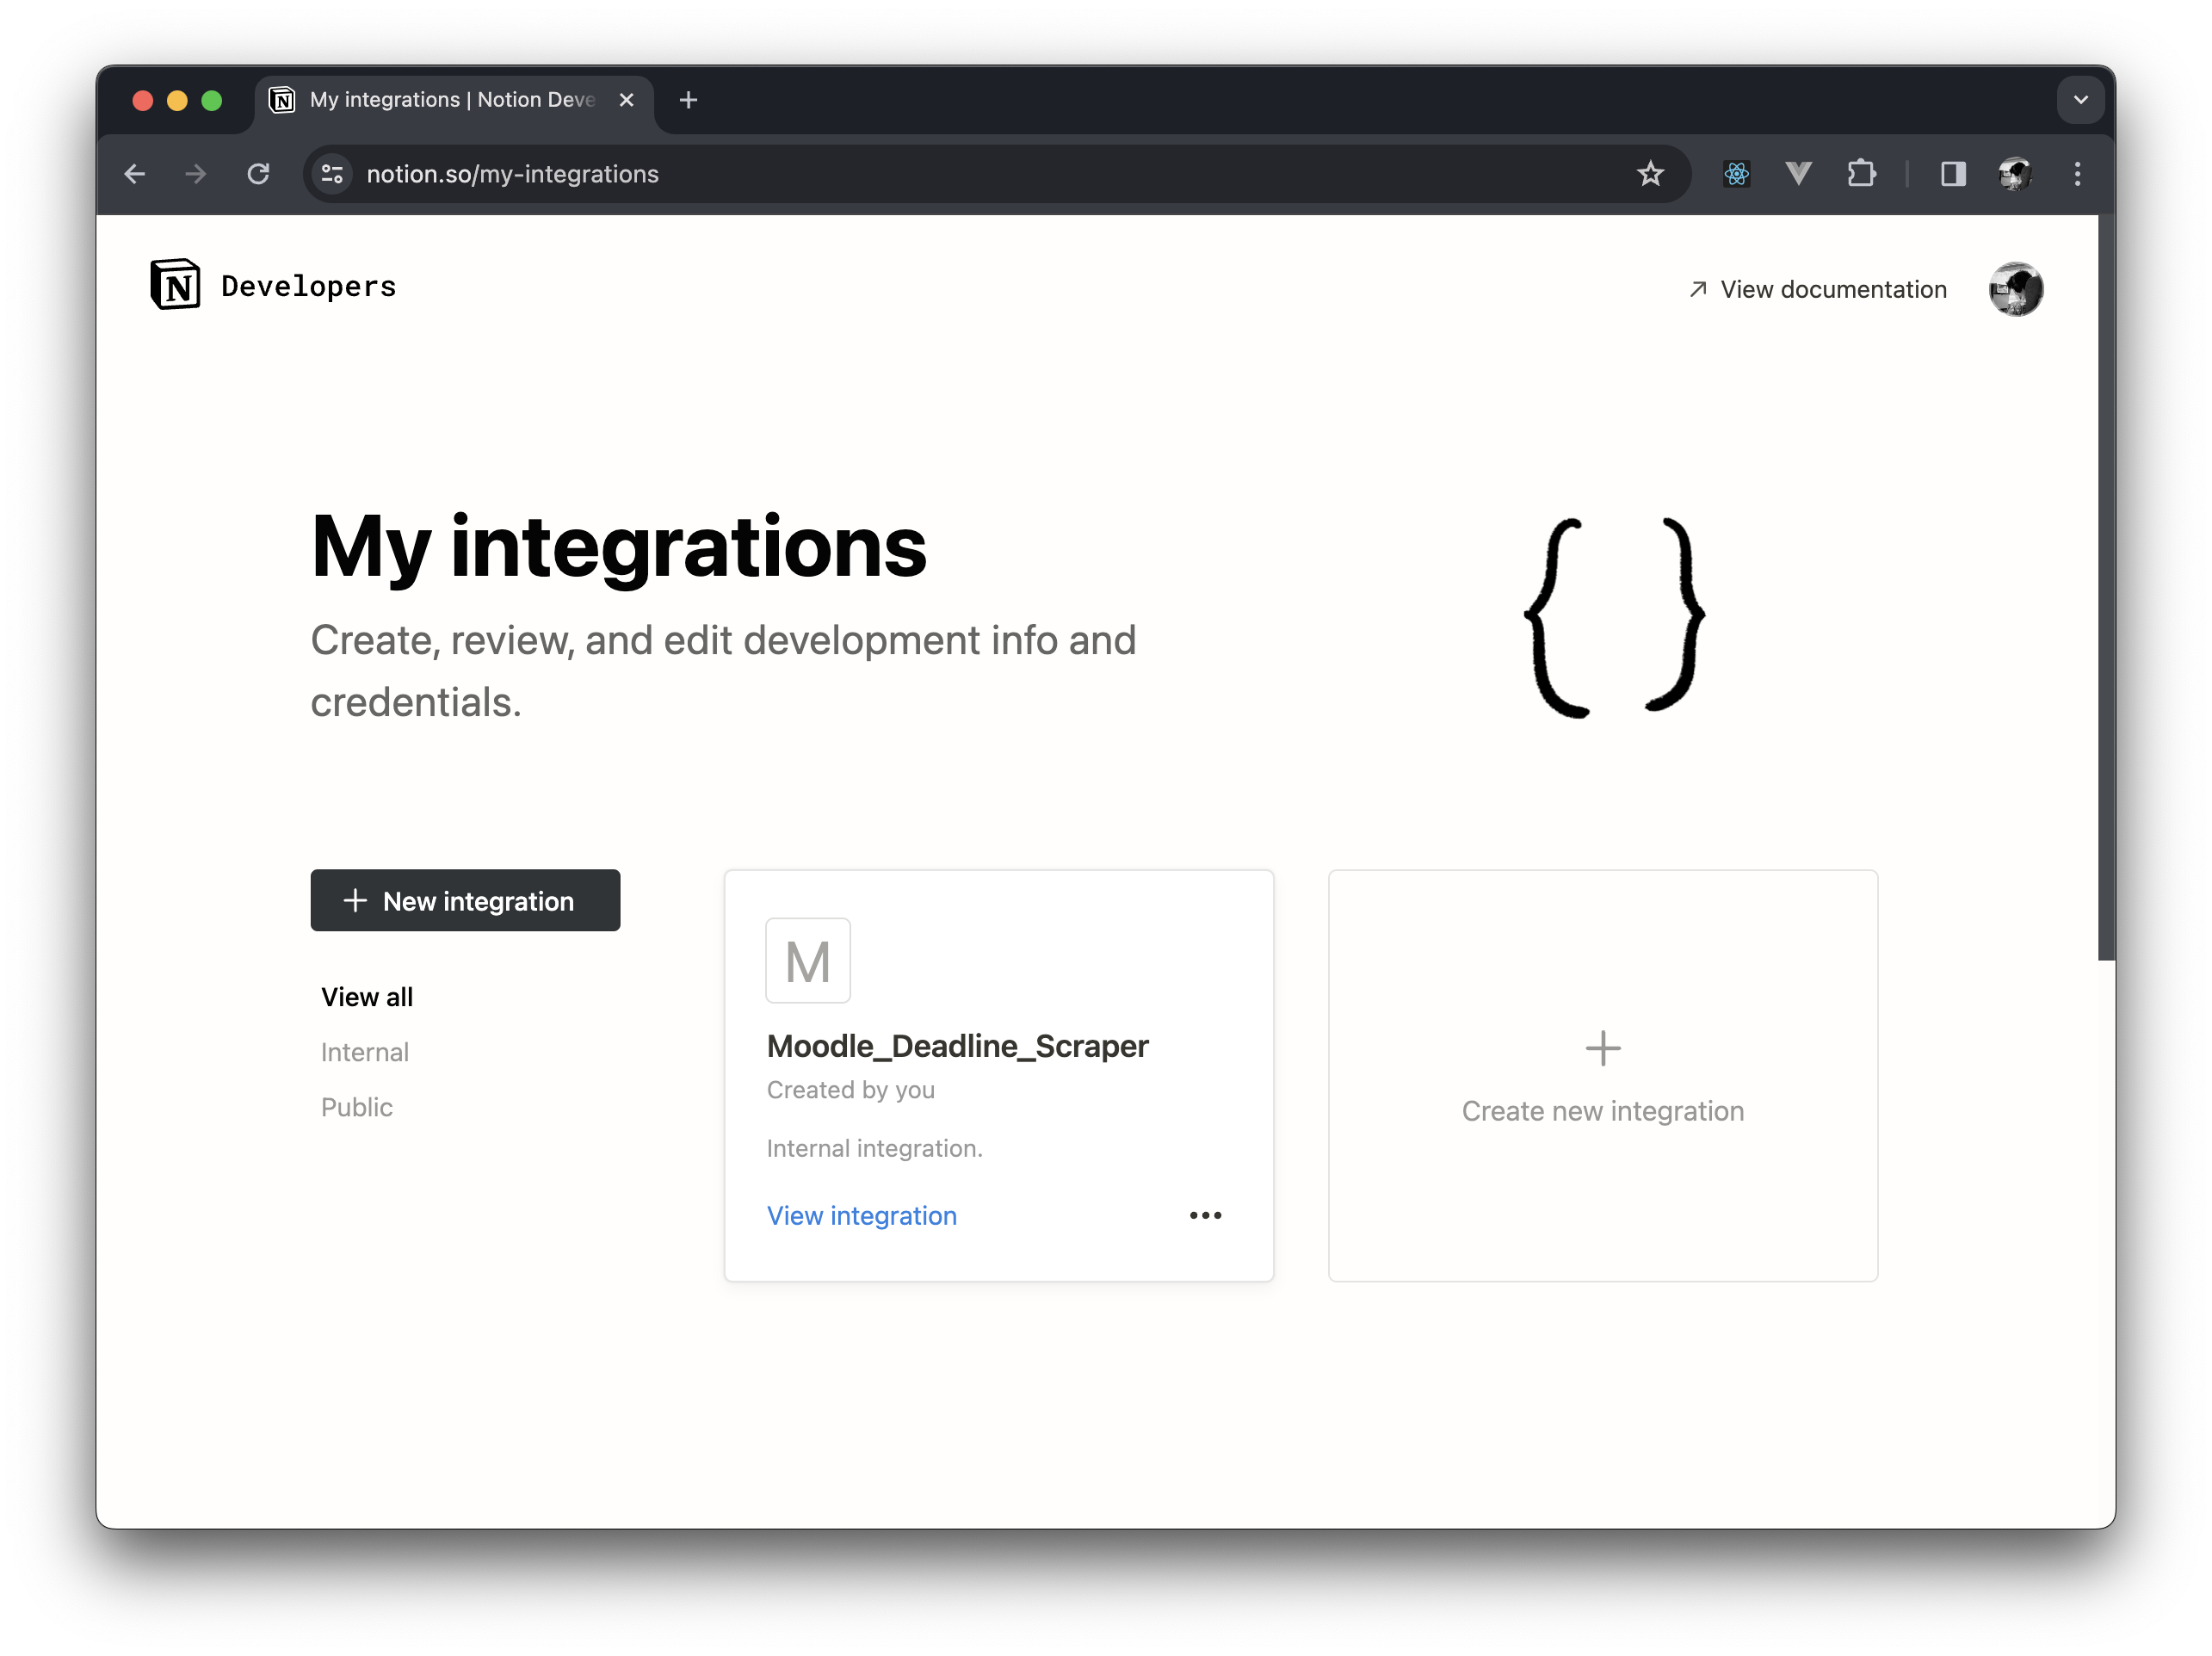 My integrations | Notion Deve
notion.so/my-integrations
N Developers
View documentation
My integrations
Create, review, and edit development info and
credentials.
{ }
+ New integration
View all
Internal
Public
M
Moodle_Deadline_Scraper
Created by you
Internal integration.
View integration
•••
+
Create new integration